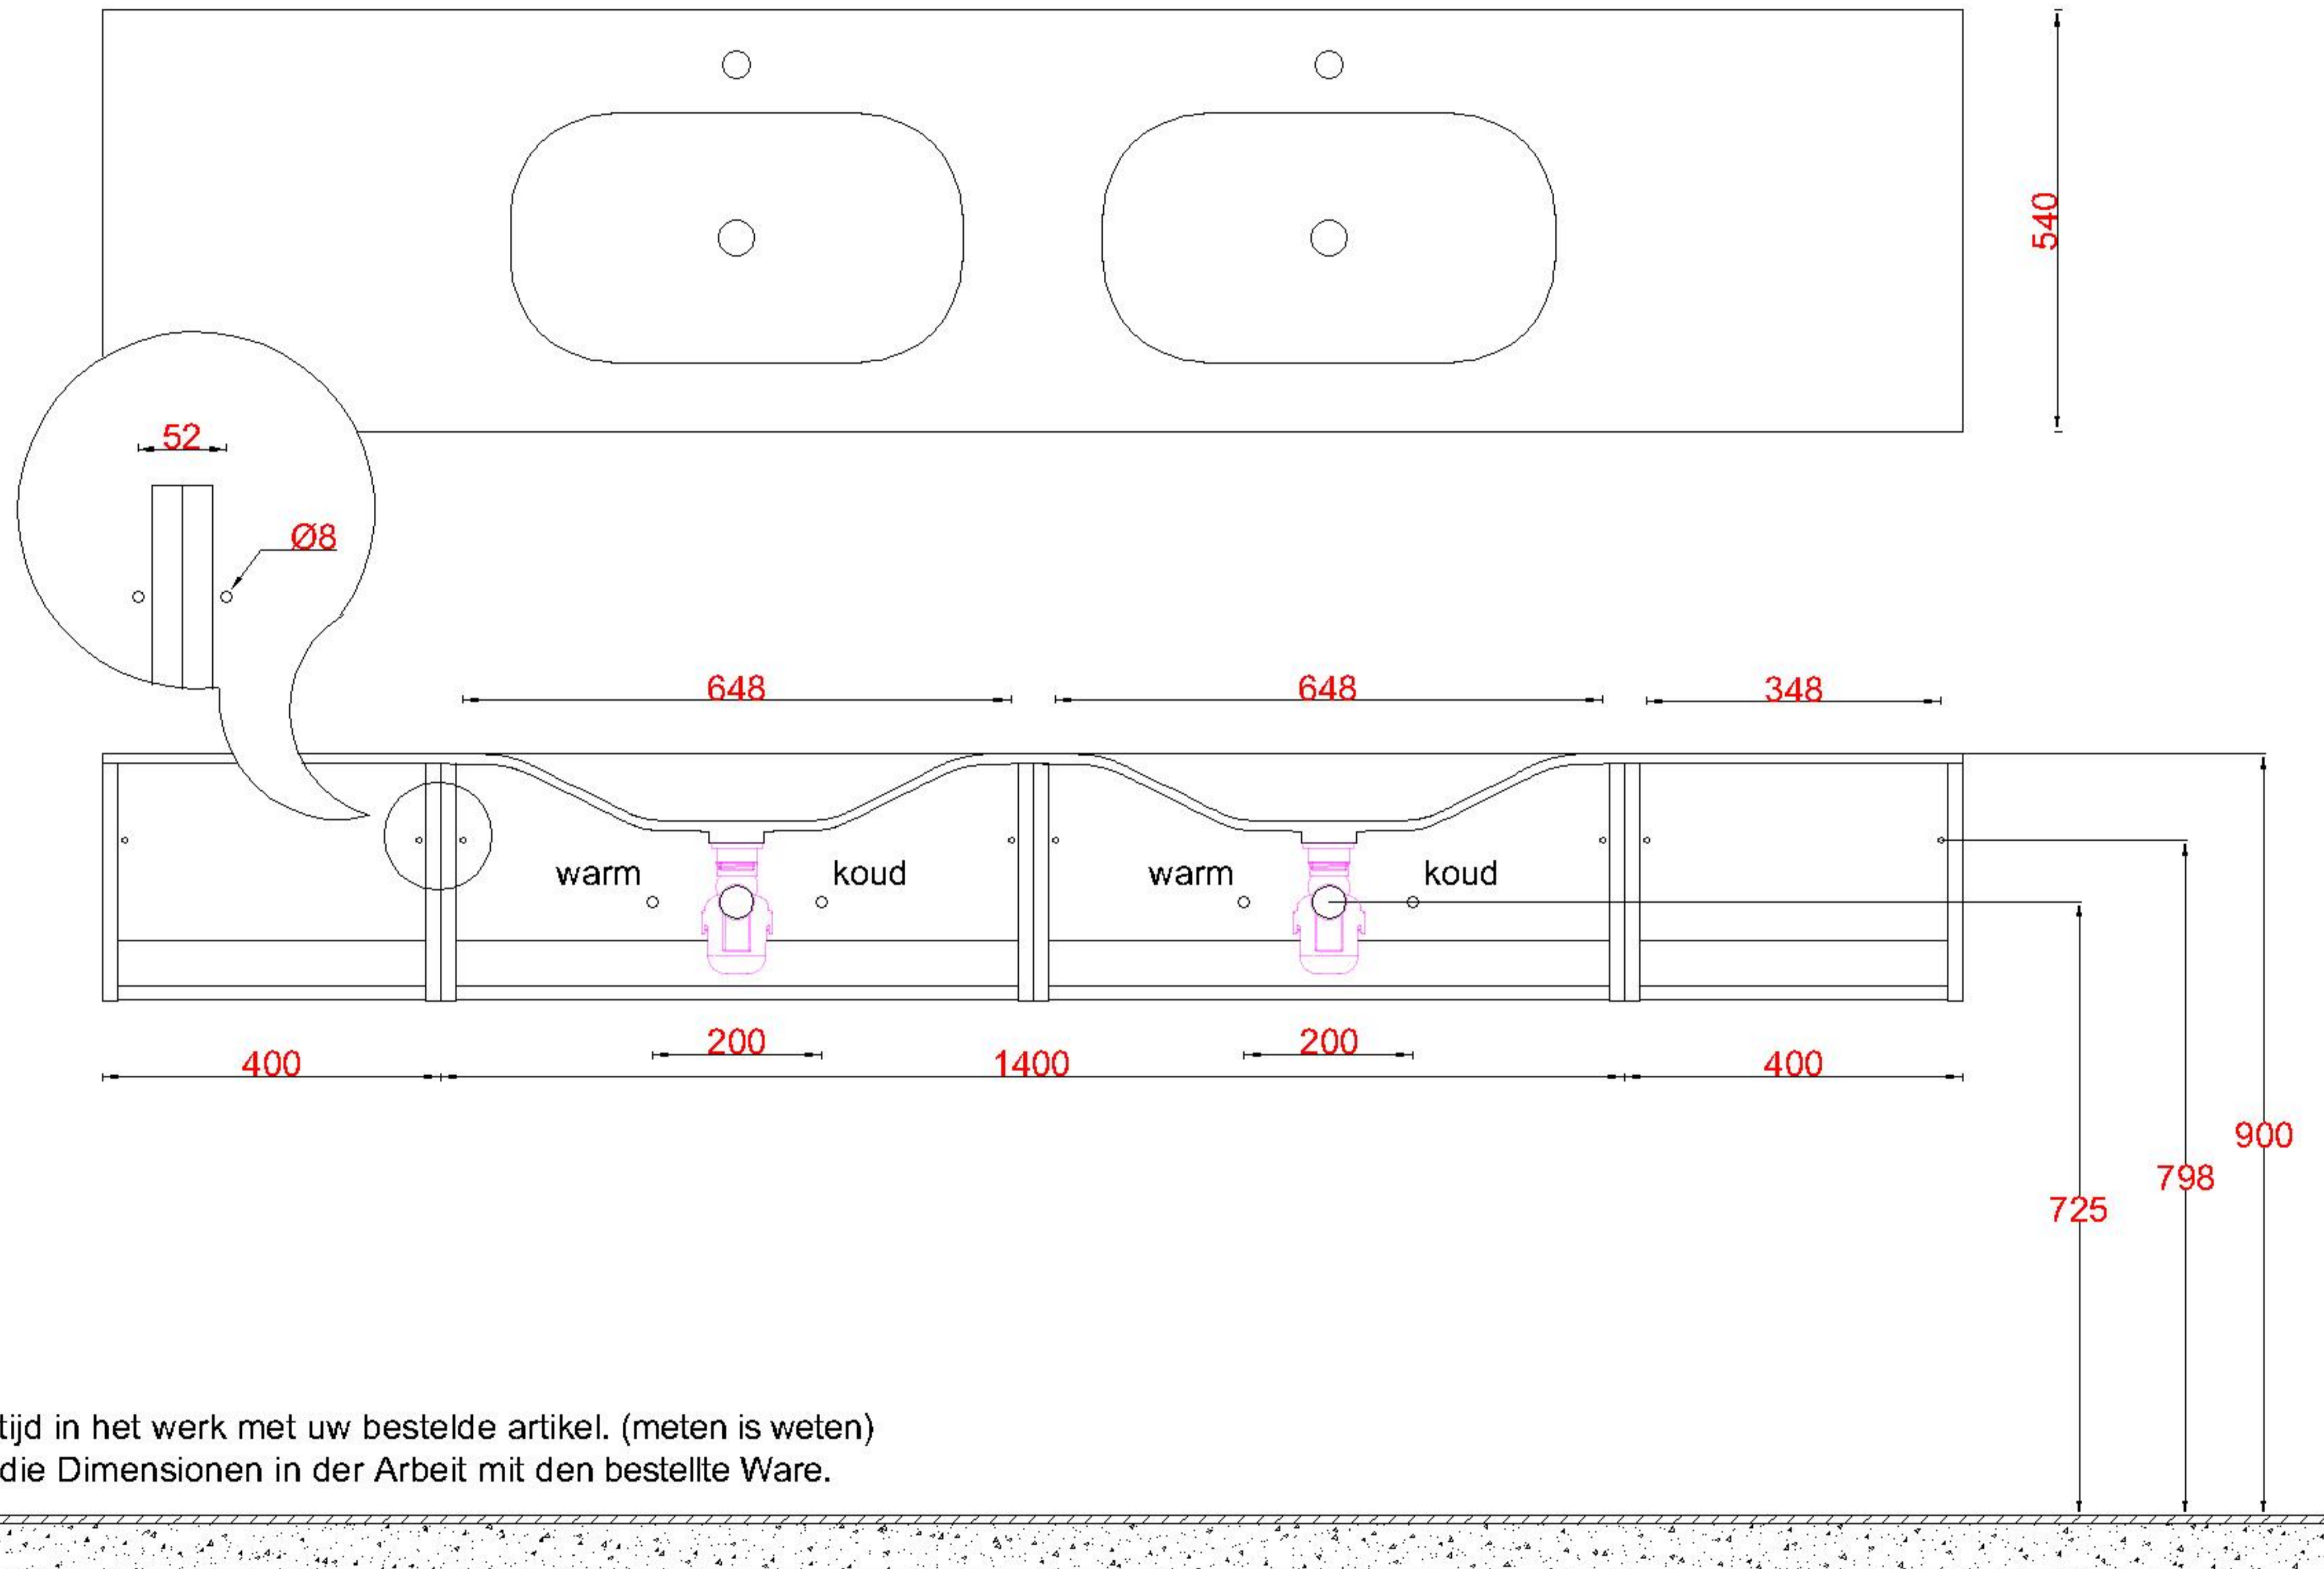 540
52
Ø8
648
648
348
warm
koud
warm
koud
200
200
400
1400
400
900
798
725
tijd in het werk met uw bestelde artikel. (meten is weten)
die Dimensionen in der Arbeit mit den bestellte Ware.